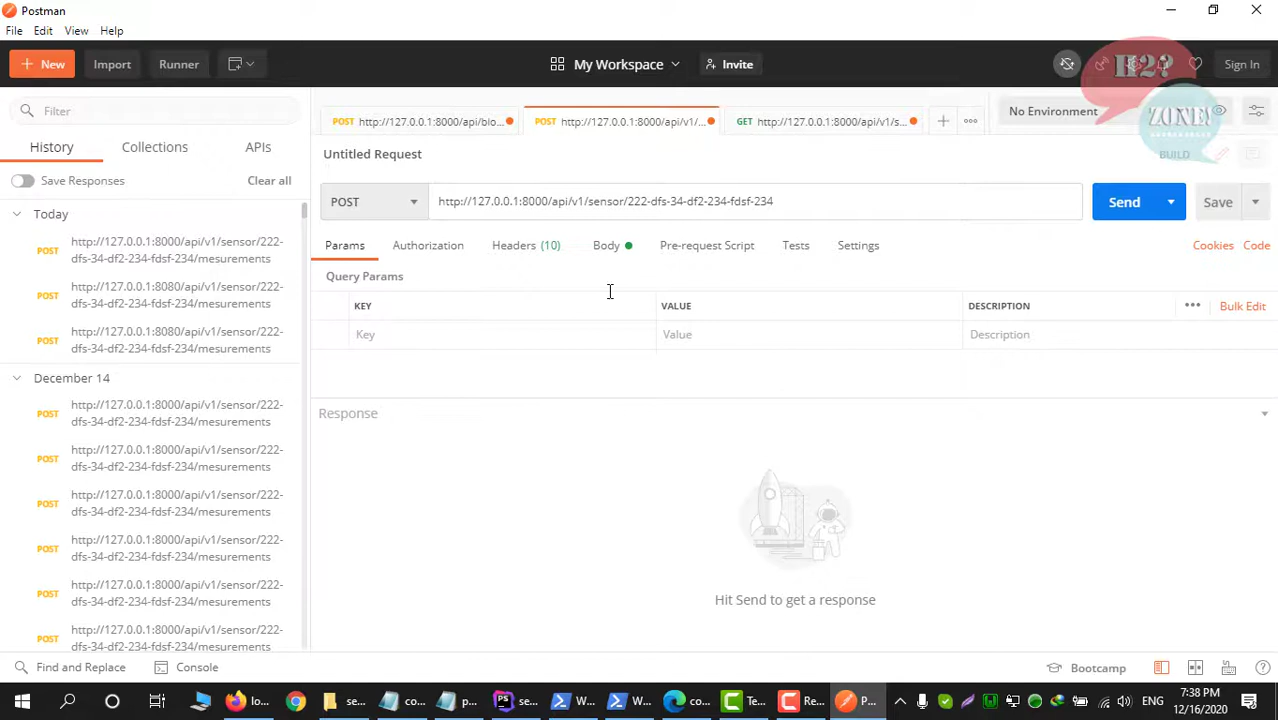 Postman
File Edit View Help
New Import Runner My Workspace Invite Sign In
Filter
History Collections APIs
Save Responses Clear all
Today
POST http://127.0.0.1:8000/api/v1/sensor/222-
dfs-34-df2-234-fdsf-234/mesurements
POST http://127.0.0.1:8080/api/v1/sensor/222-
dfs-34-df2-234-fdsf-234/mesurements
POST http://127.0.0.1:8080/api/v1/sensor/222-
dfs-34-df2-234-fdsf-234/mesurements
December 14
POST http://127.0.0.1:8000/api/v1/sensor/222-
dfs-34-df2-234-fdsf-234/mesurements
POST http://127.0.0.1:8000/api/v1/sensor/222-
dfs-34-df2-234-fdsf-234/mesurements
POST http://127.0.0.1:8000/api/v1/sensor/222-
dfs-34-df2-234-fdsf-234/mesurements
POST http://127.0.0.1:8000/api/v1/sensor/222-
dfs-34-df2-234-fdsf-234/mesurements
POST http://127.0.0.1:8000/api/v1/sensor/222-
dfs-34-df2-234-fdsf-234/mesurements
POST http://127.0.0.1:8000/api/v1/sensor/222-
dfs-34-df2-234-fdsf-234/mesurements
POST http://127.0.0.1:8000/api/blo... POST http://127.0.0.1:8000/api/v1/... GET http://127.0.0.1:8000/api/v1/s... No Environment
H2?
ZONE!
Untitled Request BUILD
POST http://127.0.0.1:8000/api/v1/sensor/222-dfs-34-df2-234-fdsf-234 Send Save
Params Authorization Headers (10) Body Pre-request Script Tests Settings Cookies Code
Query Params
KEY VALUE DESCRIPTION Bulk Edit
Key Value Description
Response
Hit Send to get a response
Find and Replace Console Bootcamp
lo... se... co... p... se... W... W... co... Te... Re... P... ENG
7:38 PM
12/16/2020